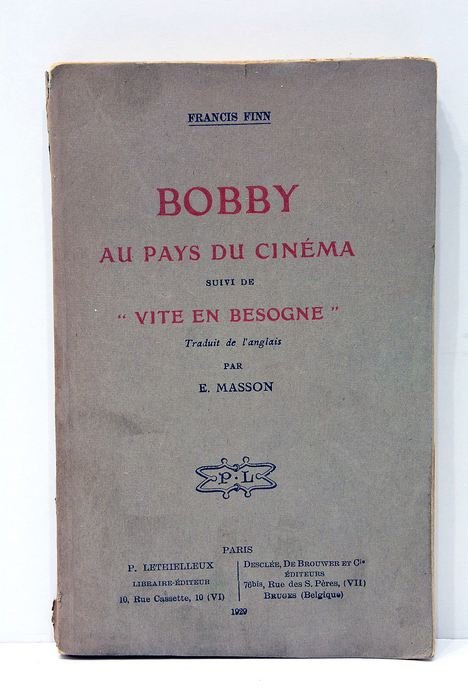 FRANCIS FINN
BOBBY
AU PAYS DU CINÉMA
SUIVI DE
“ VITE EN BESOGNE ”
Traduit de l'anglais
PAR
E. MASSON
P·L
PARIS
P. LETHIELLEUX
LIBRAIRE-ÉDITEUR
10, Rue Cassette, 10 (VI)
DESCLÉE, DE BROUWER ET Cie
ÉDITEURS
76bis, Rue des S. Pères, (VII)
BRUGES (Belgique)
1929